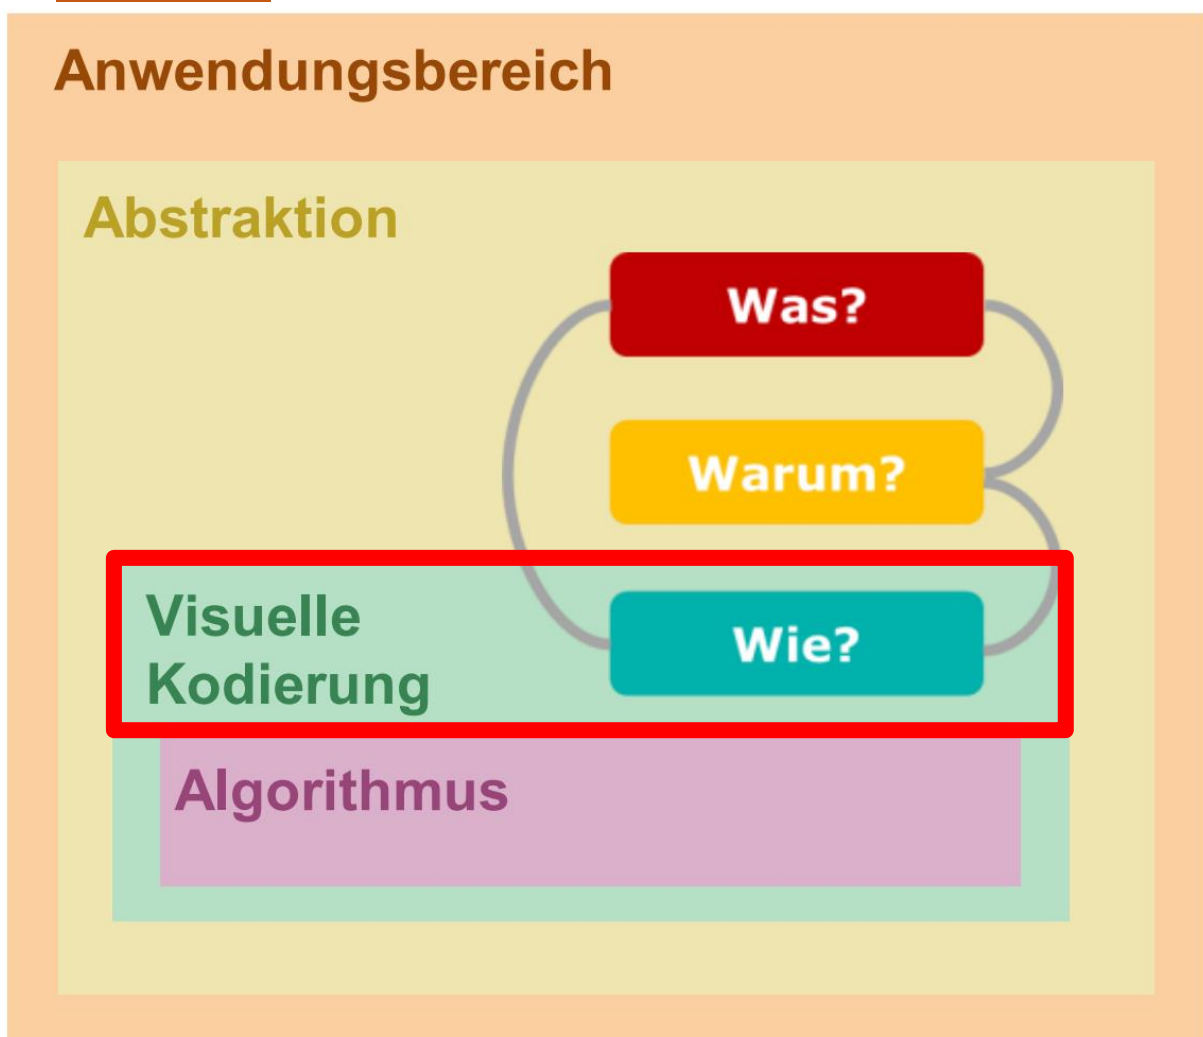 Anwendungsbereich
Abstraktion
Was?
Warum?
Visuelle
Kodierung
Wie?
Algorithmus